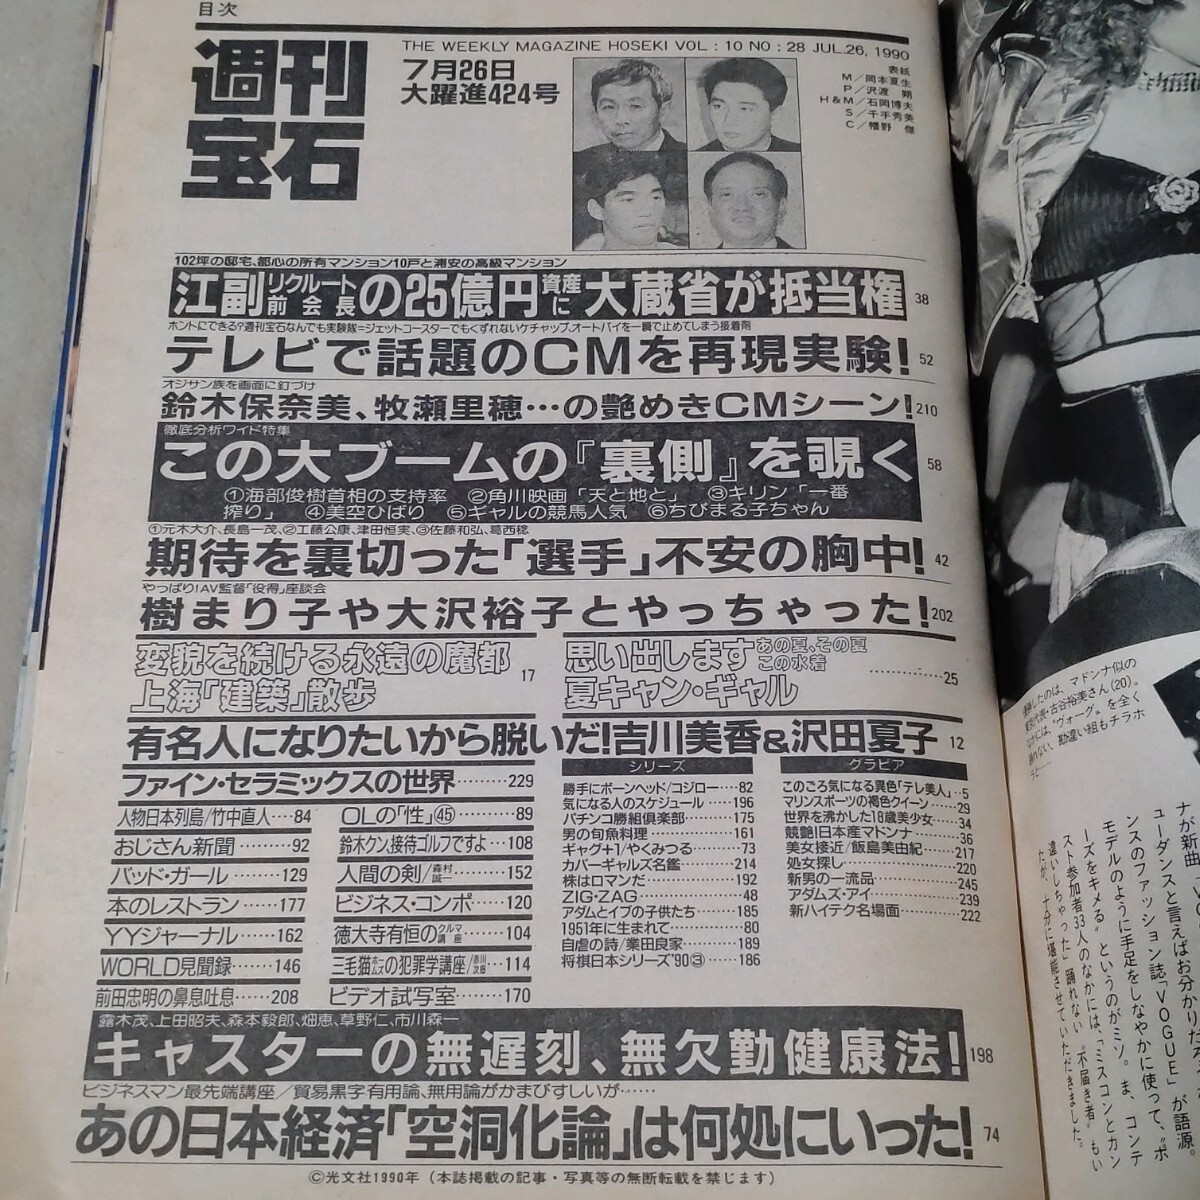 目次
週刊宝石
THE WEEKLY MAGAZINE HOSEKI VOL : 10 NO : 28 JUL.26, 1990
7月26日
大躍進424号
表紙
M／岡本夏生
P／沢渡 朔
H&M／石岡博夫
S／千手秀美
C／幡野 傑
102坪の邸宅、都心の所有マンション10戸と浦安の高級マンション
江副リクルート前会長の25億円資産に大蔵省が抵当権 38
ホントにできる?週刊宝石なんでも実験隊=ジェットコースターでもくずれないケチャップ、オートバイを一瞬で止めてしまう接着剤
テレビで話題のCMを再現実験! 52
オジサン族を画面に釘づけ
鈴木保奈美、牧瀬里穂…の艶めきCMシーン! 210
徹底分析ワイド特集
この大ブームの『裏側』を覗く 58
①海部俊樹首相の支持率 ②角川映画「天と地と」 ③キリン「一番
搾り」 ④美空ひばり ⑤ギャルの競馬人気 ⑥ちびまる子ちゃん
①元木大介、長島一茂、②工藤公康、津田恒実、③佐藤和弘、葛西稔
期待を裏切った「選手」不安の胸中! 42
やっぱり!AV監督「役得」座談会
樹まり子や大沢裕子とやっちゃった! 202
変貌を続ける永遠の魔都
上海「建築」散歩 17
思い出しますあの夏、その夏この水着
夏キャン・ギャル………25
有名人になりたいから脱いだ!吉川美香&沢田夏子 12
ファイン・セラミックスの世界………229
人物日本列島/竹中直人…84
おじさん新聞………92
バッド・ガール………129
本のレストラン………177
YYジャーナル………162
WORLD見聞録………146
前田忠明の鼻息吐息……208
OLの「性」㊺………89
鈴木クン、接待ゴルフですよ…108
人間の剣/森村誠一………152
ビジネス・コンポ………120
徳大寺有恒のクルマ講座………104
三毛猫ホームズの犯罪学講座/赤川次郎…114
ビデオ試写室………170
シリーズ
勝手にボーンヘッド/コジロー…82
気になる人のスケジュール……196
パチンコ勝組倶楽部………175
男の旬魚料理………161
ギャグ+1/やくみつる………73
カバーギャルズ名鑑………214
株はロマンだ………192
ZIG・ZAG………48
アダムとイブの子供たち………185
1951年に生まれて………80
自虐の詩/業田良家………189
将棋日本シリーズ'90③………186
グラビア
このごろ気になる異色「テレ美人」…5
マリンスポーツの褐色クイーン……29
世界を沸かした18歳美少女……34
競艶!日本産マドンナ………36
美女接近/飯島美由紀………217
処女探し………220
新男の一流品………245
アダムズ・アイ………239
新ハイテク名場面………222
露木茂、上田昭夫、森本毅郎、畑恵、草野仁、市川森一
キャスターの無遅刻、無欠勤健康法! 198
ビジネスマン最先端講座／貿易黒字有用論、無用論がかまびすしいが……
あの日本経済「空洞化論」は何処にいった! 74
©光文社1990年（本誌掲載の記事・写真等の無断転載を禁じます）
したのは、マドンナ似の
代表・古谷裕美さん(20)。
は、"ヴォーグ"を全く
れない、勘違い組もチラホ
ナが新曲
ューダンスと言えばお分かりだろ
ンスのファッション誌「VOGUE」が語源。
モデルのように手足をしなやかに使って、"ポ
ーズをキメる"というのがミソ。ま、コンテ
スト参加者33人のなかには、「ミスコンとカン
違いしちゃった」踊れない"不届き者"もい
たが、十分に堪能させていただきました。